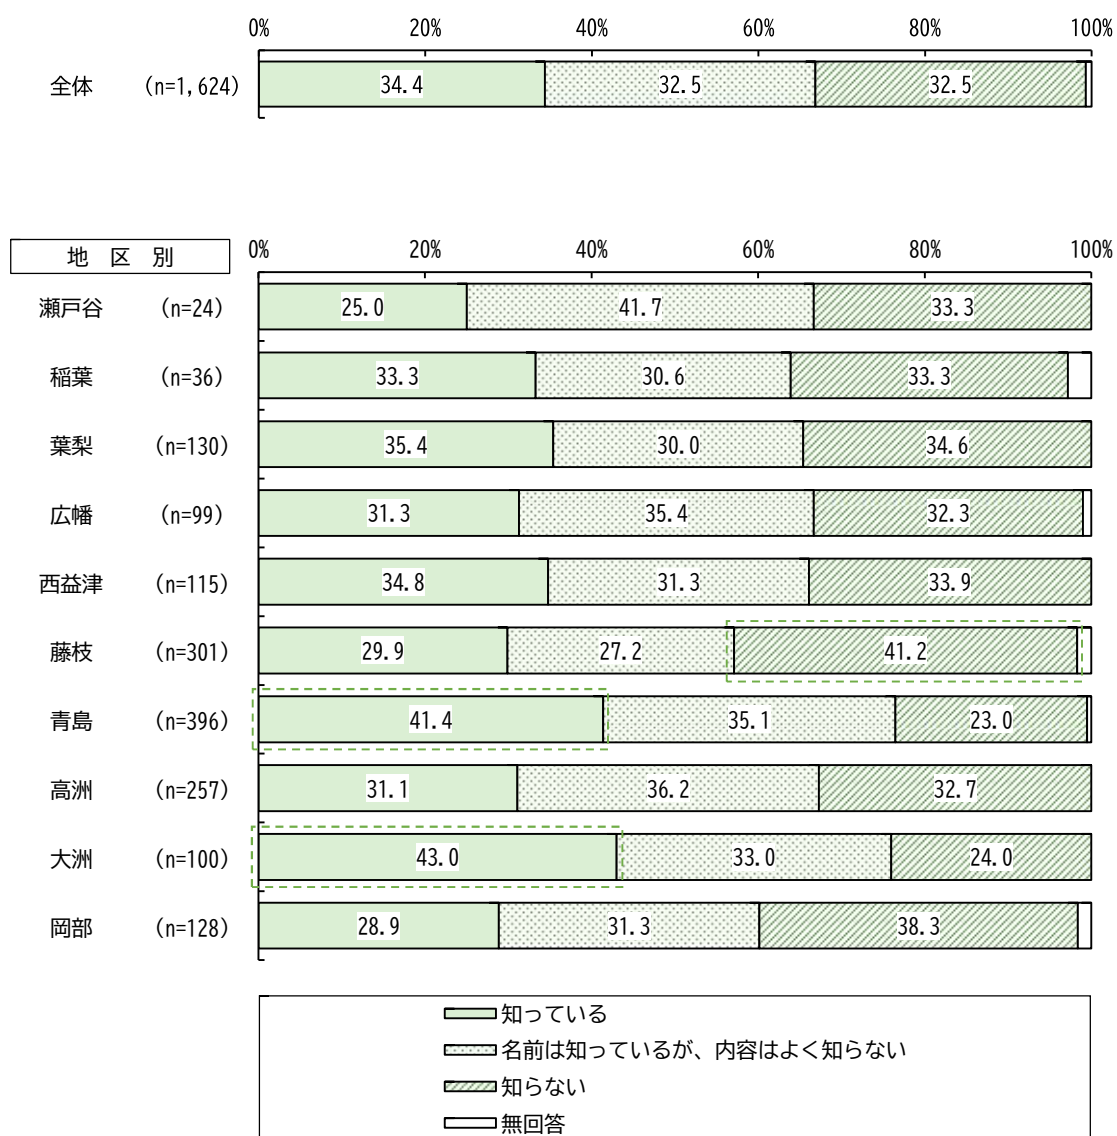 0% 20% 40% 60% 80% 100%
全体 (n=1,624) 34.4 32.5 32.5
地区別 0% 20% 40% 60% 80% 100%
瀬戸谷 (n=24) 25.0 41.7 33.3
稲葉 (n=36) 33.3 30.6 33.3
葉梨 (n=130) 35.4 30.0 34.6
広幡 (n=99) 31.3 35.4 32.3
西益津 (n=115) 34.8 31.3 33.9
藤枝 (n=301) 29.9 27.2 41.2
青島 (n=396) 41.4 35.1 23.0
高洲 (n=257) 31.1 36.2 32.7
大洲 (n=100) 43.0 33.0 24.0
岡部 (n=128) 28.9 31.3 38.3
知っている
名前は知っているが、内容はよく知らない
知らない
無回答